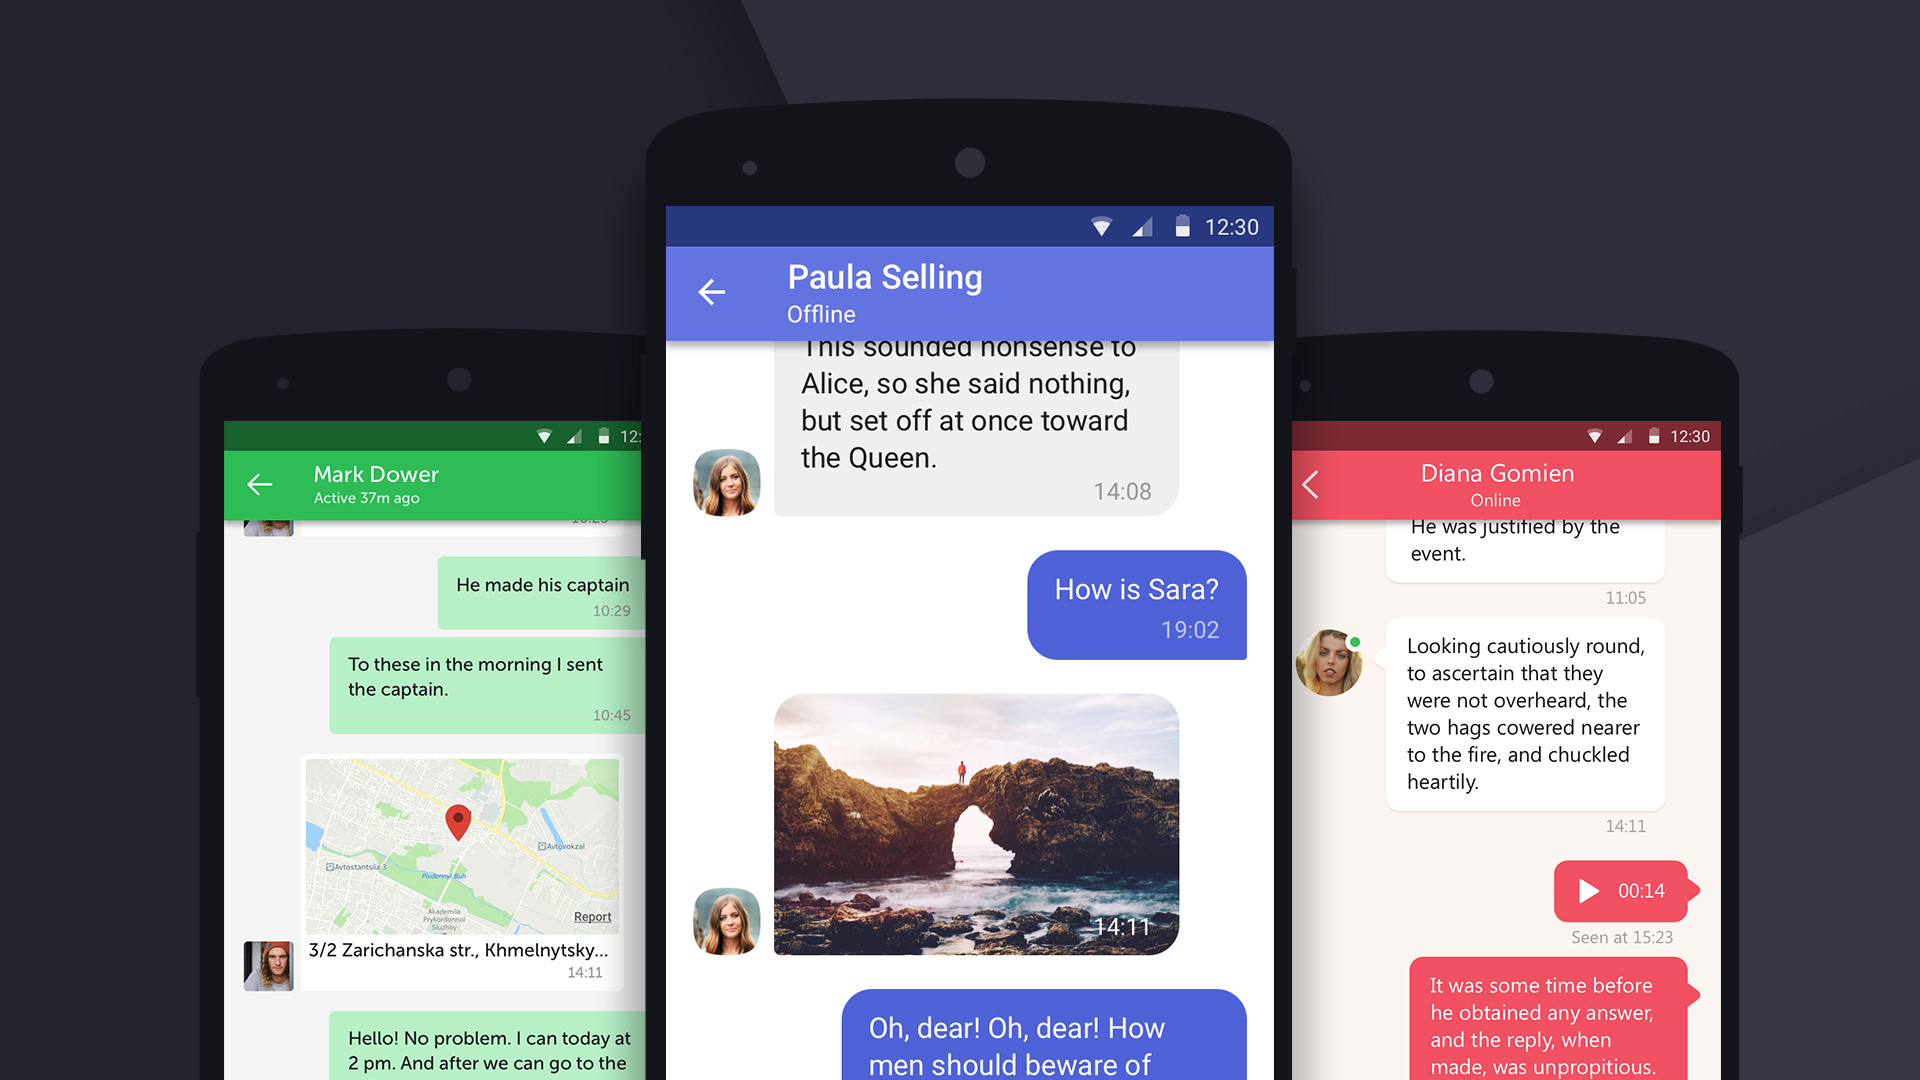 12:
Mark Dower
Active 37m ago
10:25
He made his captain
10:29
To these in the morning I sent
the captain.
10:45
Avtovokzal
Avtostantsiia 3
Pivdennyi Buh
Akademiia
Prykordonnoi
Sluzhby
Report
3/2 Zarichanska str., Khmelnytsky...
14:11
Hello! No problem. I can today at
2 pm. And after we can go to the
12:30
Paula Selling
Offline
This sounded nonsense to
Alice, so she said nothing,
but set off at once toward
the Queen.
14:08
How is Sara?
19:02
14:11
Oh, dear! Oh, dear! How
men should beware of
12:30
Diana Gomien
Online
He was justified by the
event.
11:05
Looking cautiously round,
to ascertain that they
were not overheard, the
two hags cowered nearer
to the fire, and chuckled
heartily.
14:11
00:14
Seen at 15:23
It was some time before
he obtained any answer,
and the reply, when
made, was unpropitious.